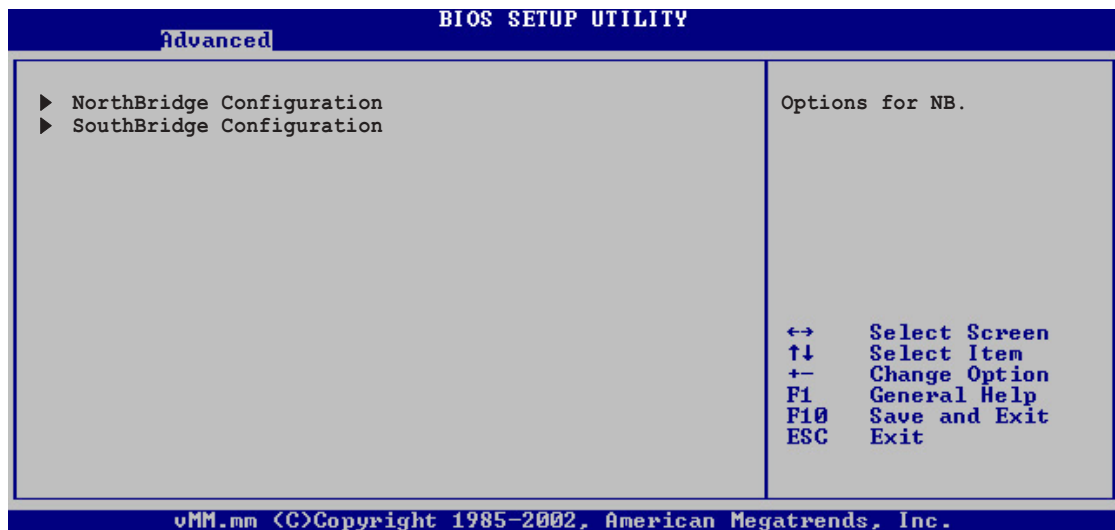 BIOS SETUP UTILITY
Advanced
▶ NorthBridge Configuration
▶ SouthBridge Configuration
Options for NB.
←→ Select Screen
↑↓ Select Item
+- Change Option
F1 General Help
F10 Save and Exit
ESC Exit
vMM.mm (C)Copyright 1985-2002, American Megatrends, Inc.